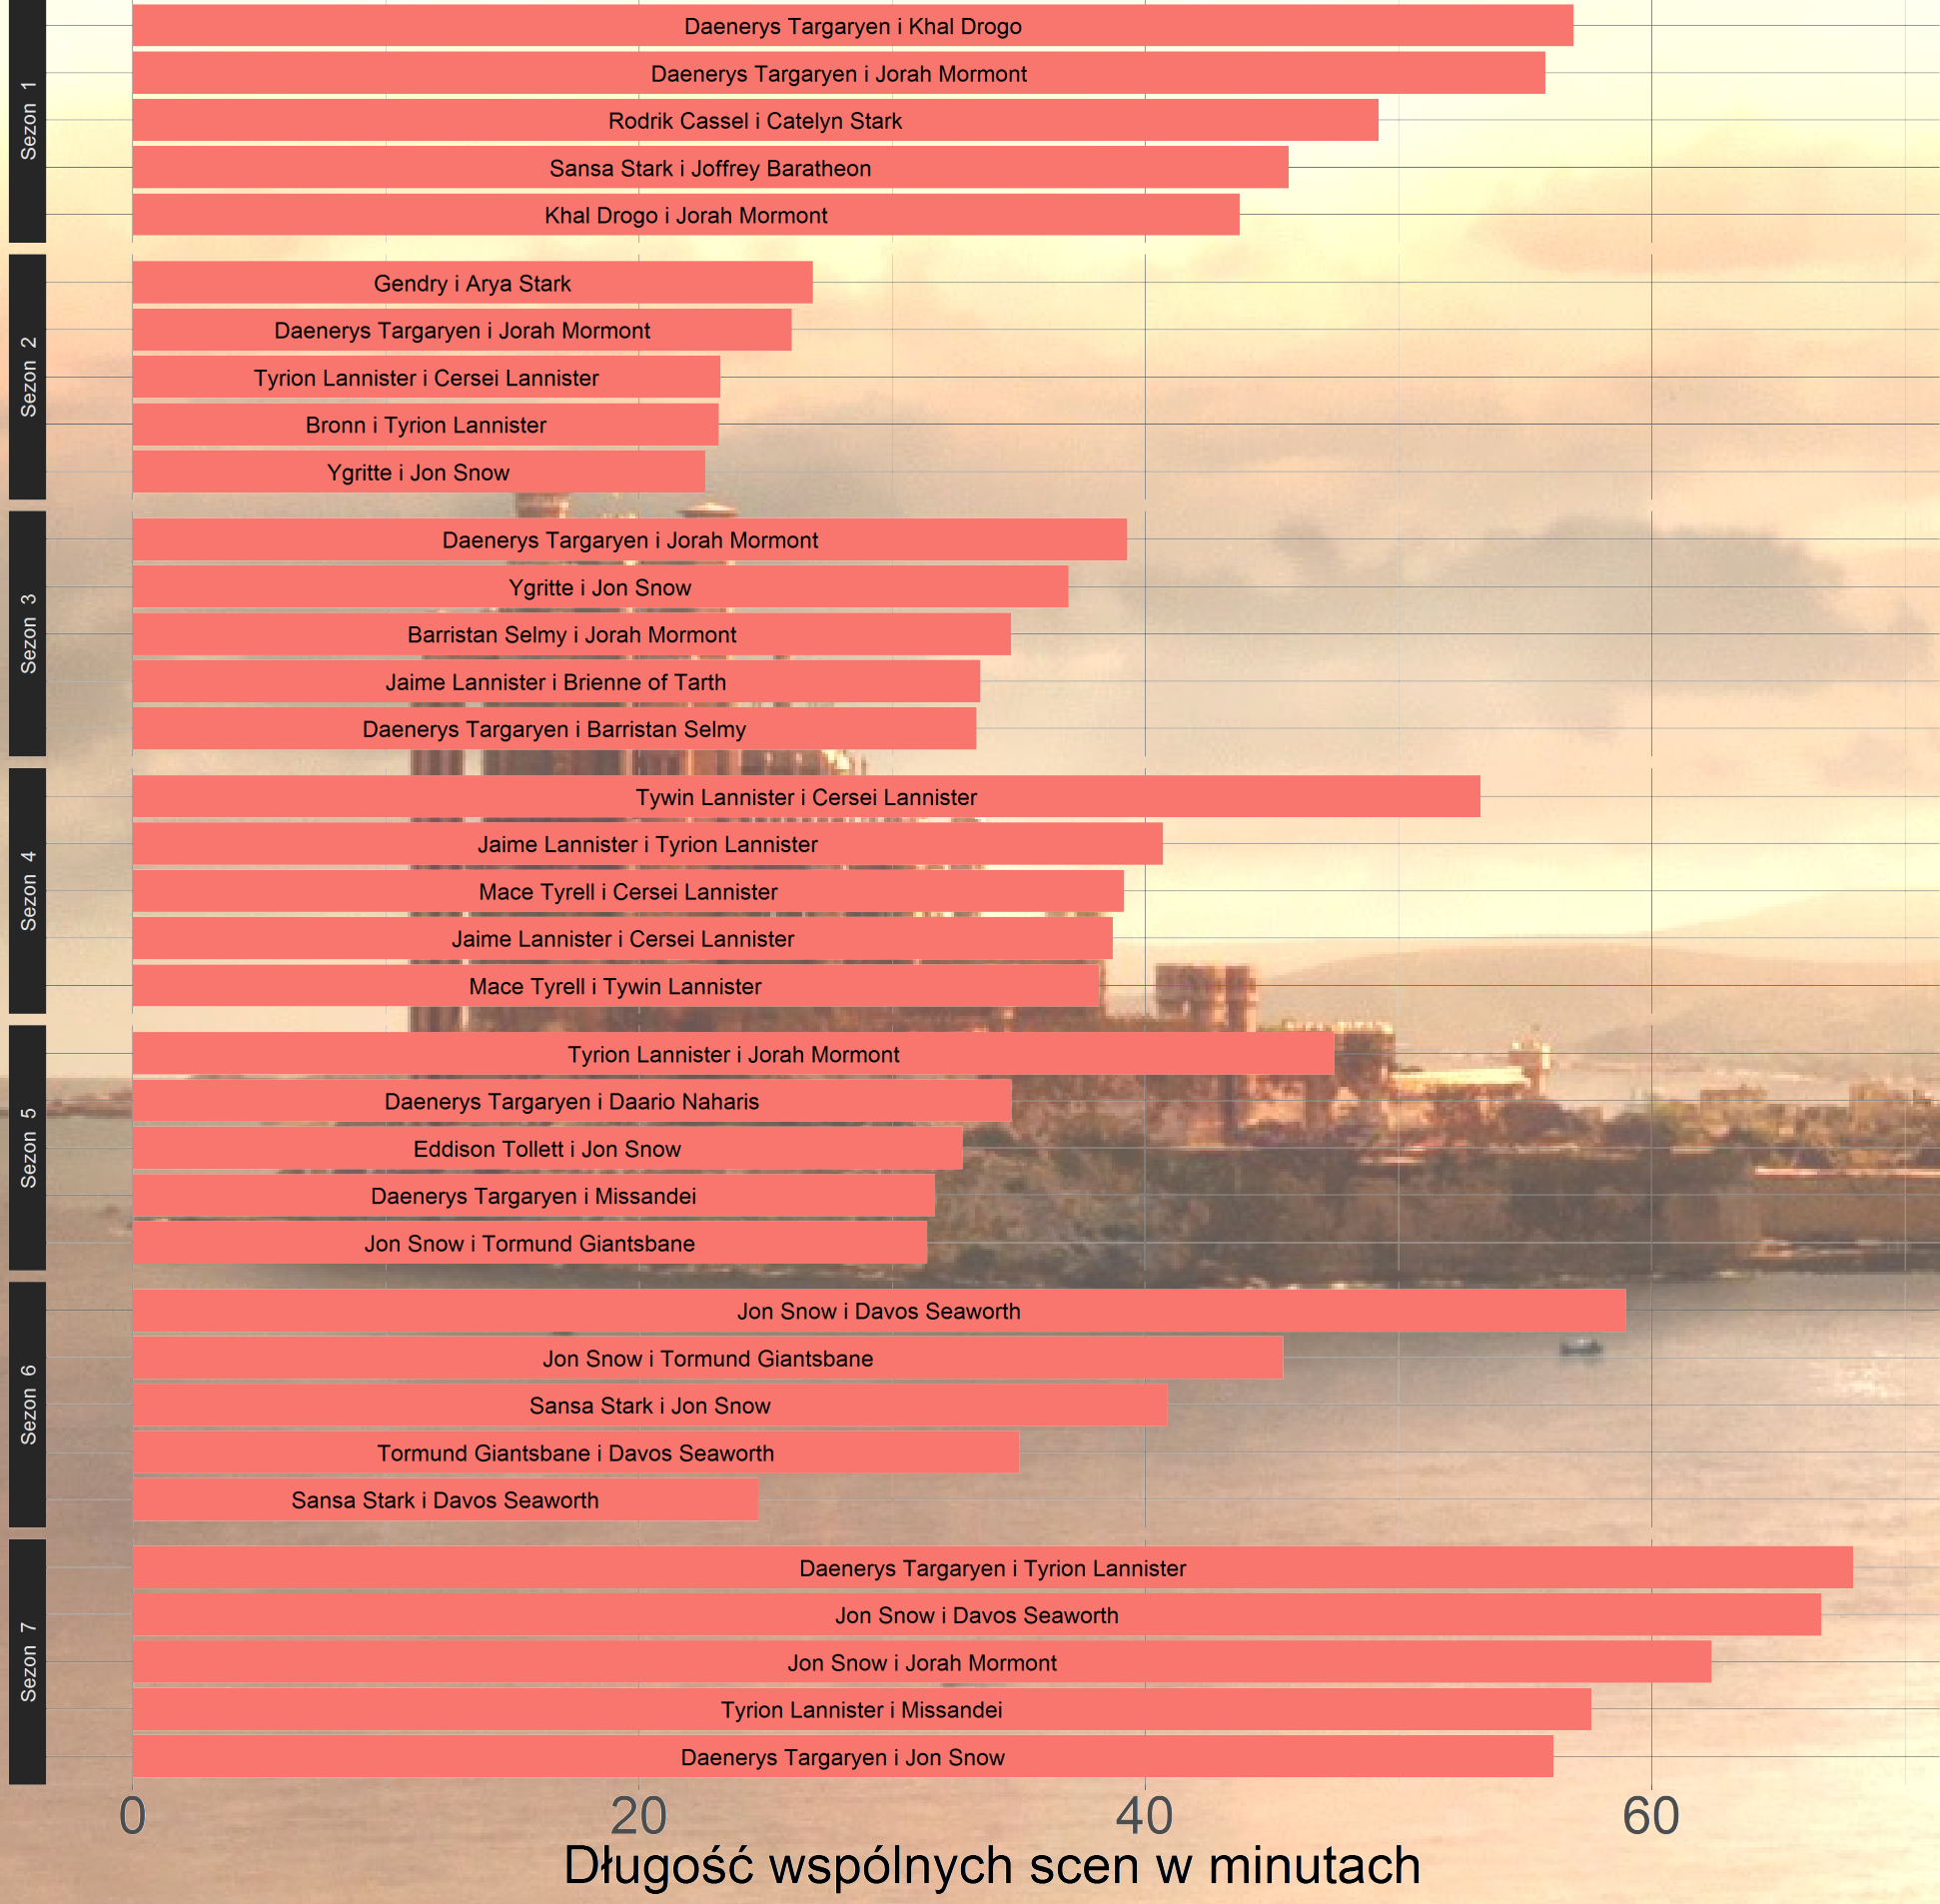 Sezon 1
Daenerys Targaryen i Khal Drogo
Daenerys Targaryen i Jorah Mormont
Rodrik Cassel i Catelyn Stark
Sansa Stark i Joffrey Baratheon
Khal Drogo i Jorah Mormont
Sezon 2
Gendry i Arya Stark
Daenerys Targaryen i Jorah Mormont
Tyrion Lannister i Cersei Lannister
Bronn i Tyrion Lannister
Ygritte i Jon Snow
Sezon 3
Daenerys Targaryen i Jorah Mormont
Ygritte i Jon Snow
Barristan Selmy i Jorah Mormont
Jaime Lannister i Brienne of Tarth
Daenerys Targaryen i Barristan Selmy
Sezon 4
Tywin Lannister i Cersei Lannister
Jaime Lannister i Tyrion Lannister
Mace Tyrell i Cersei Lannister
Jaime Lannister i Cersei Lannister
Mace Tyrell i Tywin Lannister
Sezon 5
Tyrion Lannister i Jorah Mormont
Daenerys Targaryen i Daario Naharis
Eddison Tollett i Jon Snow
Daenerys Targaryen i Missandei
Jon Snow i Tormund Giantsbane
Sezon 6
Jon Snow i Davos Seaworth
Jon Snow i Tormund Giantsbane
Sansa Stark i Jon Snow
Tormund Giantsbane i Davos Seaworth
Sansa Stark i Davos Seaworth
Sezon 7
Daenerys Targaryen i Tyrion Lannister
Jon Snow i Davos Seaworth
Jon Snow i Jorah Mormont
Tyrion Lannister i Missandei
Daenerys Targaryen i Jon Snow
0 20 40 60
Długość wspólnych scen w minutach